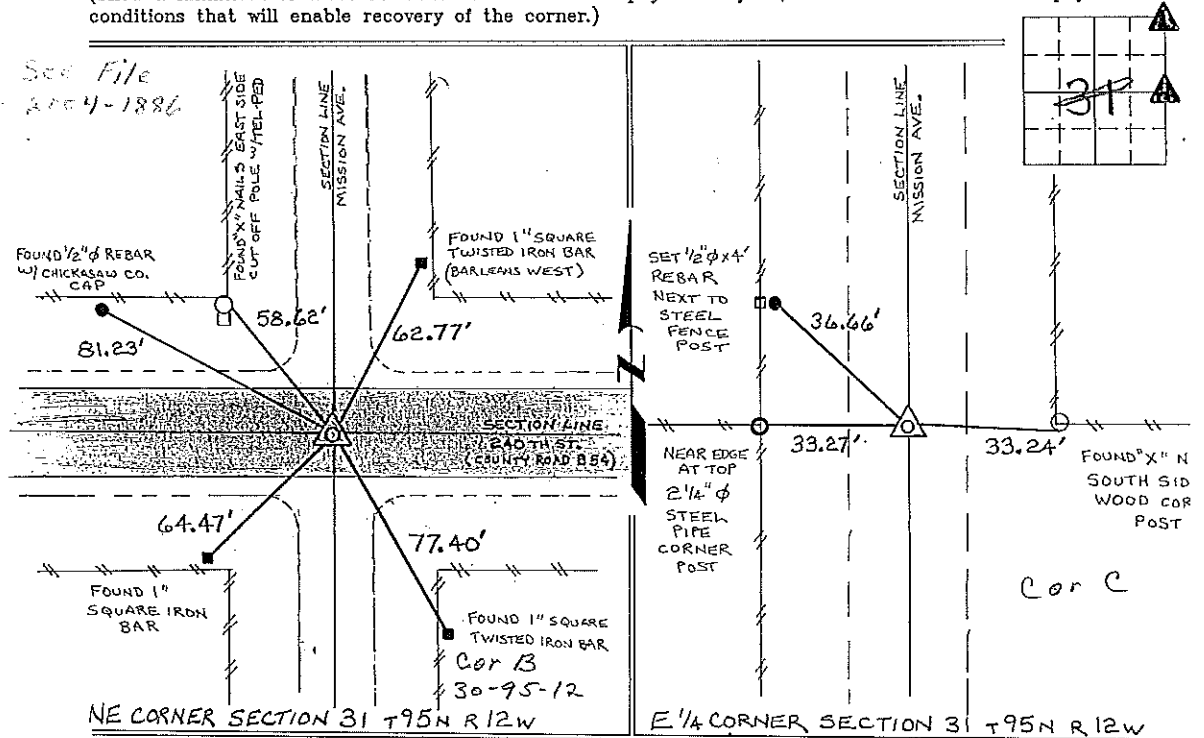 conditions that will enable recovery of the corner.)
See File
31
FOUND "X" NAILS EAST SIDE
CUT OFF POLE W/TEL-PED
SECTION LINE
MISSION AVE.
FOUND 1/2"⌀ REBAR
W/ CHICKASAW CO.
CAP
81.23'
58.62'
62.77'
FOUND 1" SQUARE
TWISTED IRON BAR
(BARLEANS WEST)
SECTION LINE
240TH ST.
(COUNTY ROAD B54)
64.47'
77.40'
FOUND 1"
SQUARE IRON
BAR
FOUND 1" SQUARE
TWISTED IRON BAR
Cor B
30-95-12
NE CORNER SECTION 31 T95N R12W
SECTION LINE
MISSION AVE.
SET 1/2"⌀x4'
REBAR
NEXT TO
STEEL
FENCE
POST
36.66'
33.27'
33.24'
NEAR EDGE
AT TOP
2 1/4"⌀
STEEL
PIPE
CORNER
POST
FOUND "X" N
SOUTH SID
WOOD COR
POST
Cor C
E 1/4 CORNER SECTION 31 T95N R12W